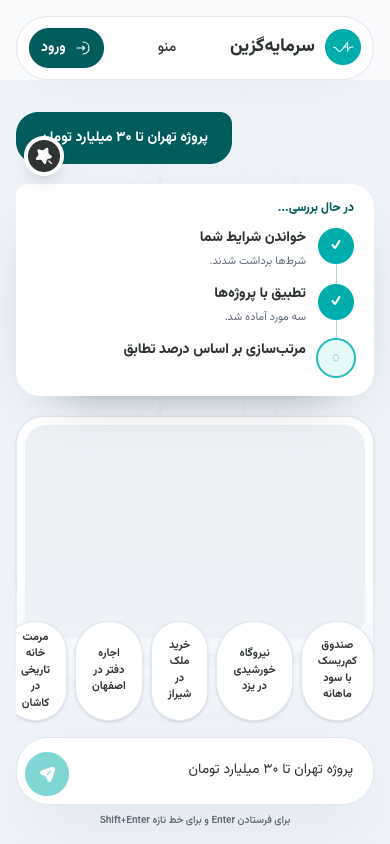 سرمایه‌گزین
منو
ورود
پروژه تهران تا ۳۰ میلیارد تومان
در حال بررسی...
خواندن شرایط شما
شرط‌ها برداشت شدند.
تطبیق با پروژه‌ها
سه مورد آماده شد.
مرتب‌سازی بر اساس درصد تطابق
صندوق
کم‌ریسک
با سود
ماهانه
نیروگاه
خورشیدی
در یزد
خرید
ملک
در
شیراز
اجاره
دفتر در
اصفهان
مرمت
خانه
تاریخی
در
کاشان
پروژه تهران تا ۳۰ میلیارد تومان
برای فرستادن Enter و برای خط تازه Shift+Enter